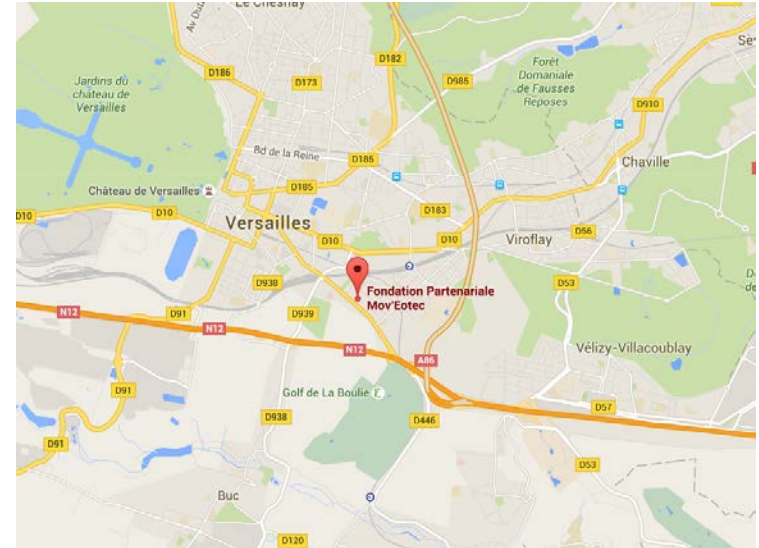 Le Chesnay
D182
Forêt
Domaniale
de Fausses
Reposes
D186
D173
D985
Jardins du
château de
Versailles
D910
Bd de la Reine
D185
Chaville
Château de Versailles
D185
D10
D10
D183
Versailles
D10
D10
Viroflay
D56
D938
Fondation Partenariale
Mov'Eotec
D53
N12
D91
D939
N12
N12
A86
Vélizy-Villacoublay
D91
Golf de La Boulie
D57
D938
D446
D91
D53
Buc
D120